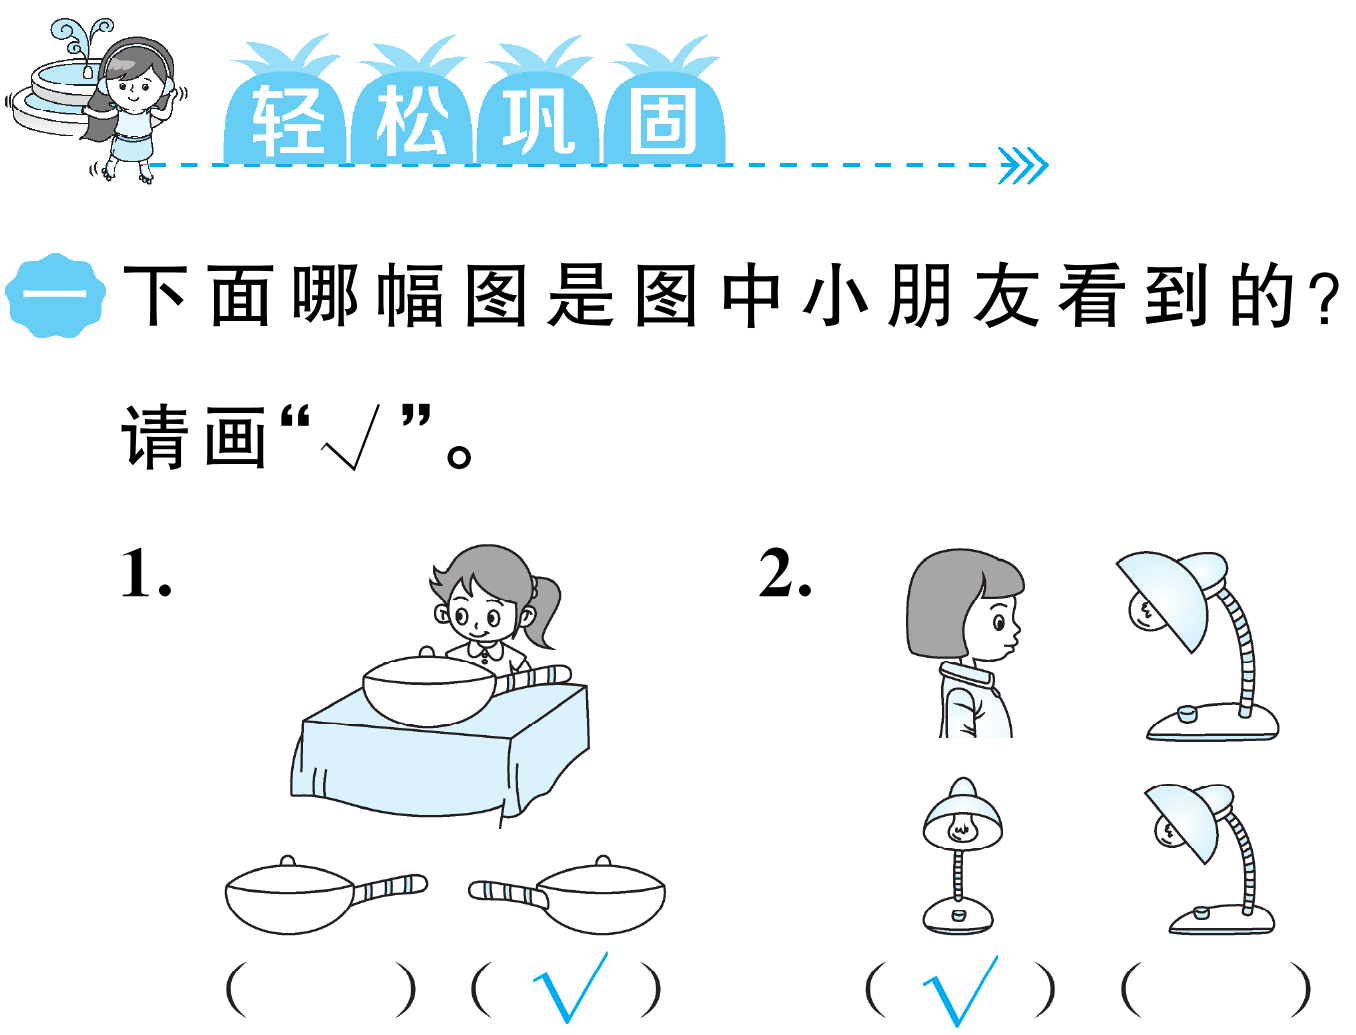 轻松巩固
一 下面哪幅图是图中小朋友看到的?
请画“√”。
1. 2.
( ) (√) (√) ( )